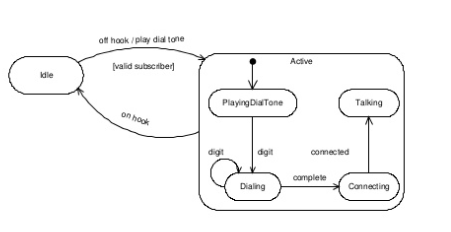 off hook / play dial tone
[valid subscriber]
Active
Idle
PlayingDialTone
Talking
on hook
digit
digit
connected
complete
Dialing
Connecting